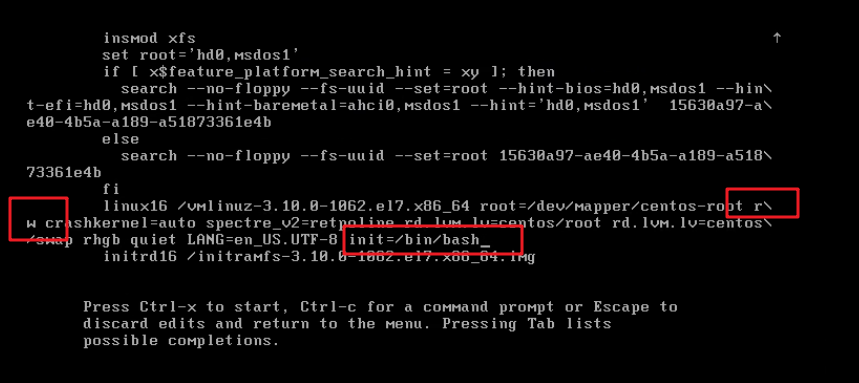 insmod xfs
set root='hd0,msdos1'
if [ x$feature_platform_search_hint = xy ]; then
search --no-floppy --fs-uuid --set=root --hint-bios=hd0,msdos1 --hin\
t-efi=hd0,msdos1 --hint-baremetal=ahci0,msdos1 --hint='hd0,msdos1'  15630a97-a\
e40-4b5a-a189-a51873361e4b
else
search --no-floppy --fs-uuid --set=root 15630a97-ae40-4b5a-a189-a518\
73361e4b
fi
linux16 /vmlinuz-3.10.0-1062.el7.x86_64 root=/dev/mapper/centos-root r\
w crashkernel=auto spectre_v2=retpoline rd.lvm.lv=centos/root rd.lvm.lv=centos\
/swap rhgb quiet LANG=en_US.UTF-8 init=/bin/bash_
initrd16 /initramfs-3.10.0-1062.el7.x86_64.img
Press Ctrl-x to start, Ctrl-c for a command prompt or Escape to
discard edits and return to the menu. Pressing Tab lists
possible completions.